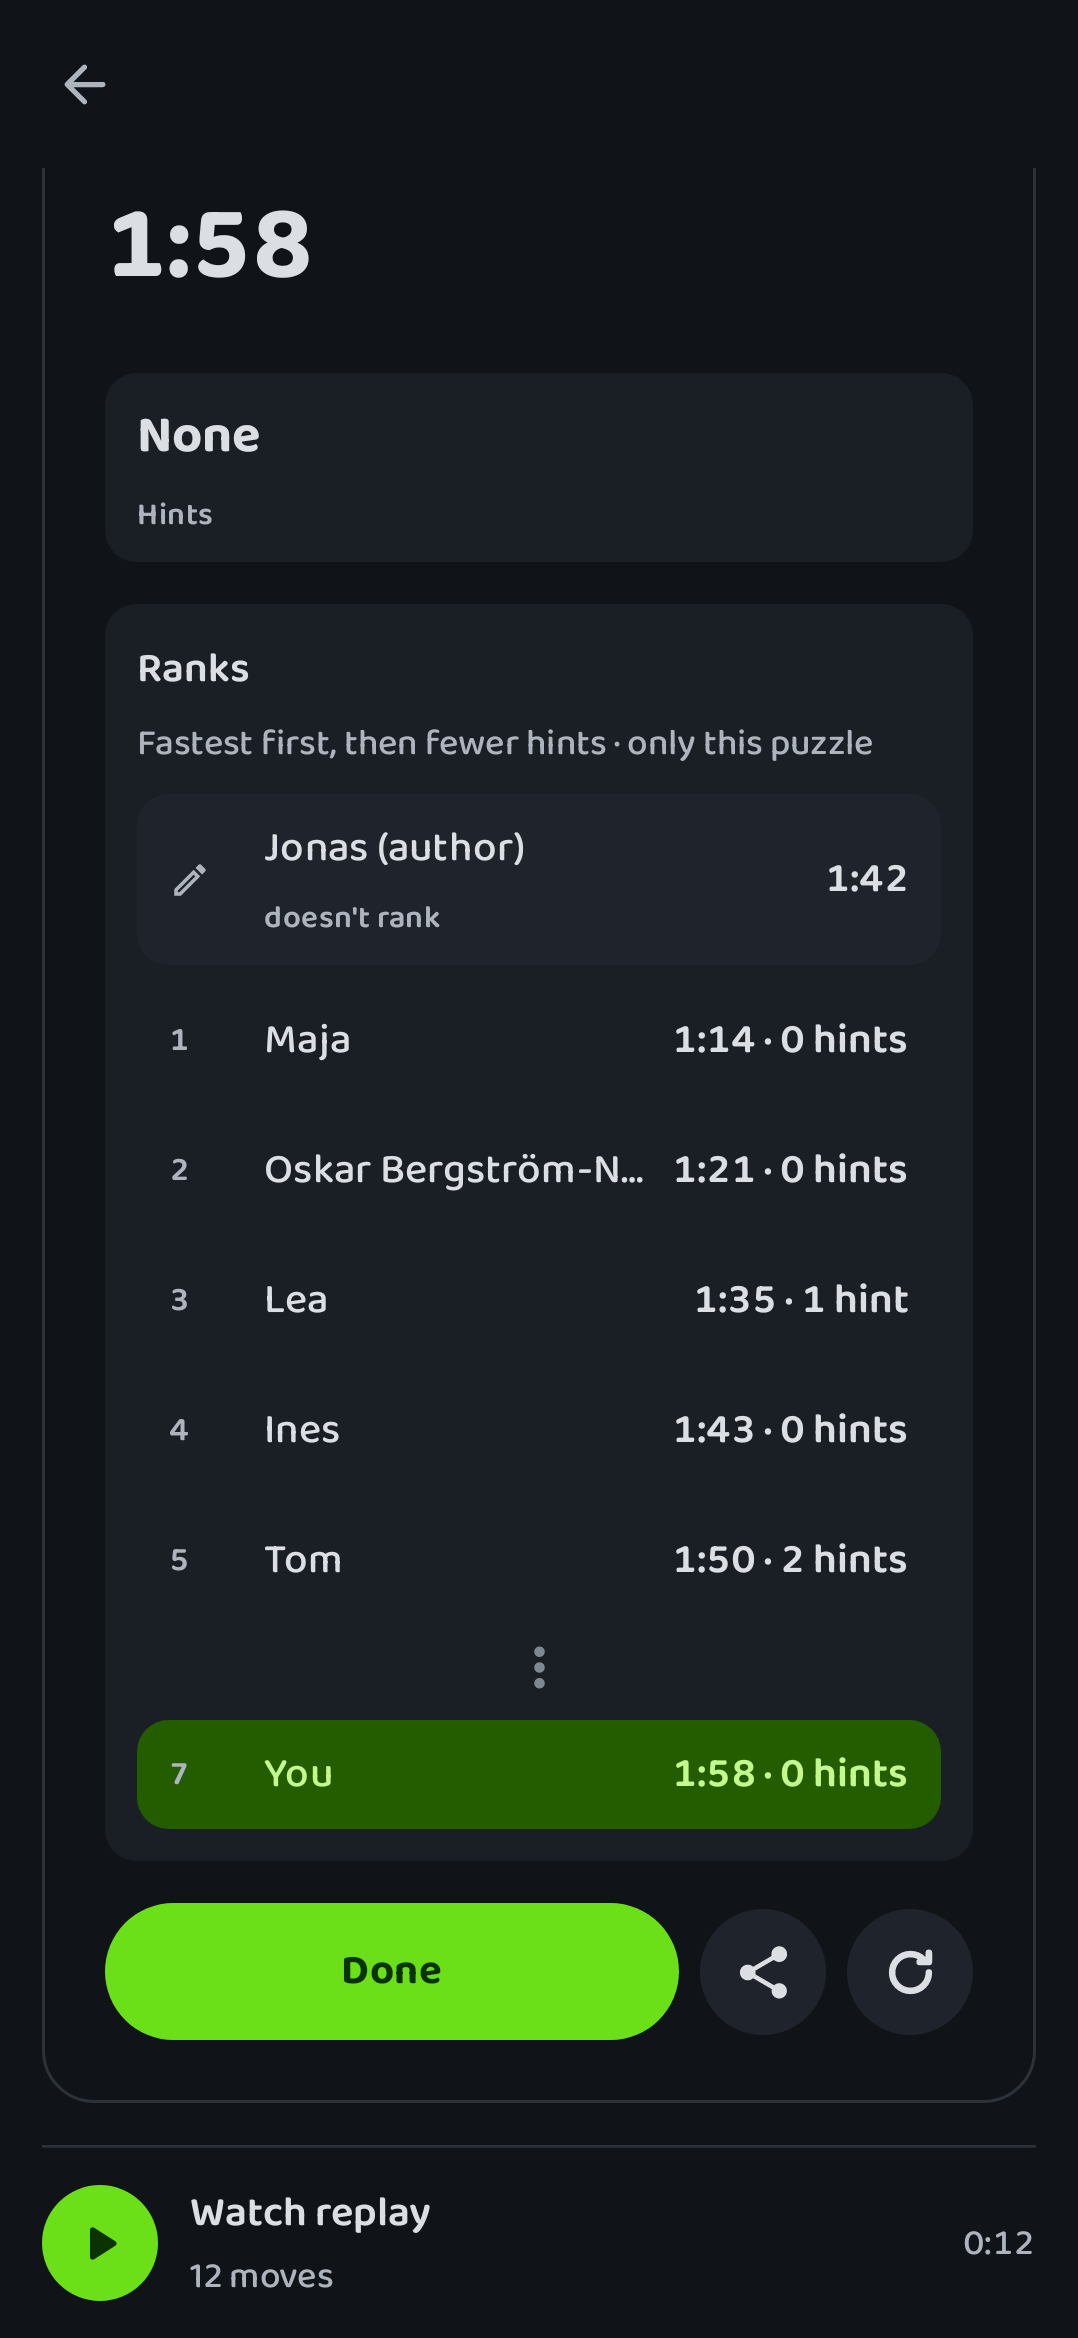 1:58
None
Hints
Ranks
Fastest first, then fewer hints · only this puzzle
Jonas (author)
1:42
doesn't rank
1 Maja 1:14 · 0 hints
2 Oskar Bergström-N... 1:21 · 0 hints
3 Lea 1:35 · 1 hint
4 Ines 1:43 · 0 hints
5 Tom 1:50 · 2 hints
7 You 1:58 · 0 hints
Done
Watch replay
0:12
12 moves